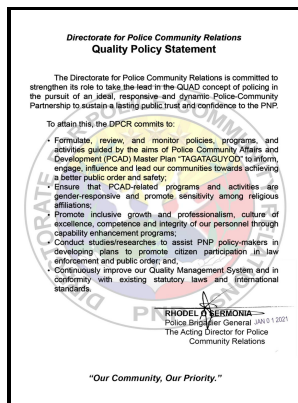 Directorate for Police Community Relations
Quality Policy Statement
The Directorate for Police Community Relations is committed to
strengthen its role to take the lead in the QUAD concept of policing in
the pursuit of an ideal, responsive and dynamic Police-Community
Partnership to sustain a lasting public trust and confidence to the PNP.
To attain this, the DPCR commits to:
• Formulate, review, and monitor policies, programs, and
activities guided by the aims of Police Community Affairs and
Development (PCAD) Master Plan “TAGATAGUYOD” to inform,
engage, influence and lead our communities towards achieving
a better public order and safety;
• Ensure that PCAD-related programs and activities are
gender-responsive and promote sensitivity among religious
affiliations;
• Promote inclusive growth and professionalism, culture of
excellence, competence and integrity of our personnel through
capability enhancement programs;
• Conduct studies/researches to assist PNP policy-makers in
developing plans to promote citizen participation in law
enforcement and public order; and,
• Continuously improve our Quality Management System and in
conformity with existing statutory laws and international
standards.
RHODEL O SERMONIA
Police Brigadier General JAN 01 2021
The Acting Director for Police
Community Relations
“Our Community, Our Priority.”